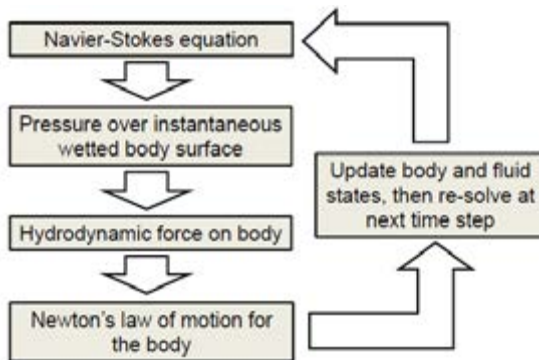 Navier-Stokes equation
Pressure over instantaneous
wetted body surface
Hydrodynamic force on body
Newton's law of motion for
the body
Update body and fluid
states, then re-solve at
next time step